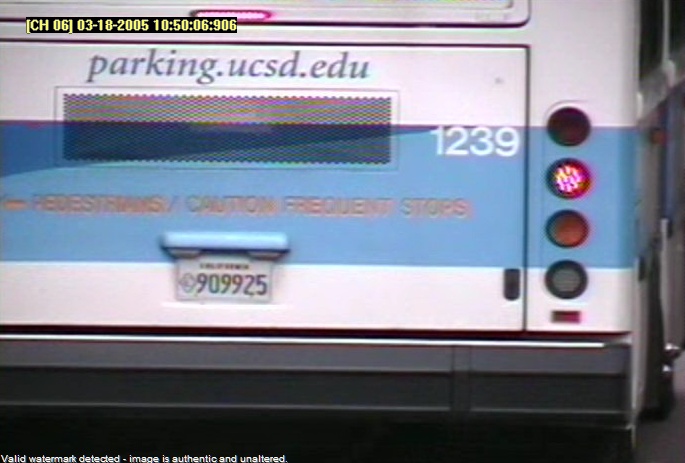 [CH 06] 03-18-2005 10:50:06:906
parking.ucsd.edu
1239
PEDESTRIANS/ CAUTION FREQUENT STOPS
CALIFORNIA
909925
Valid watermark detected - image is authentic and unaltered.